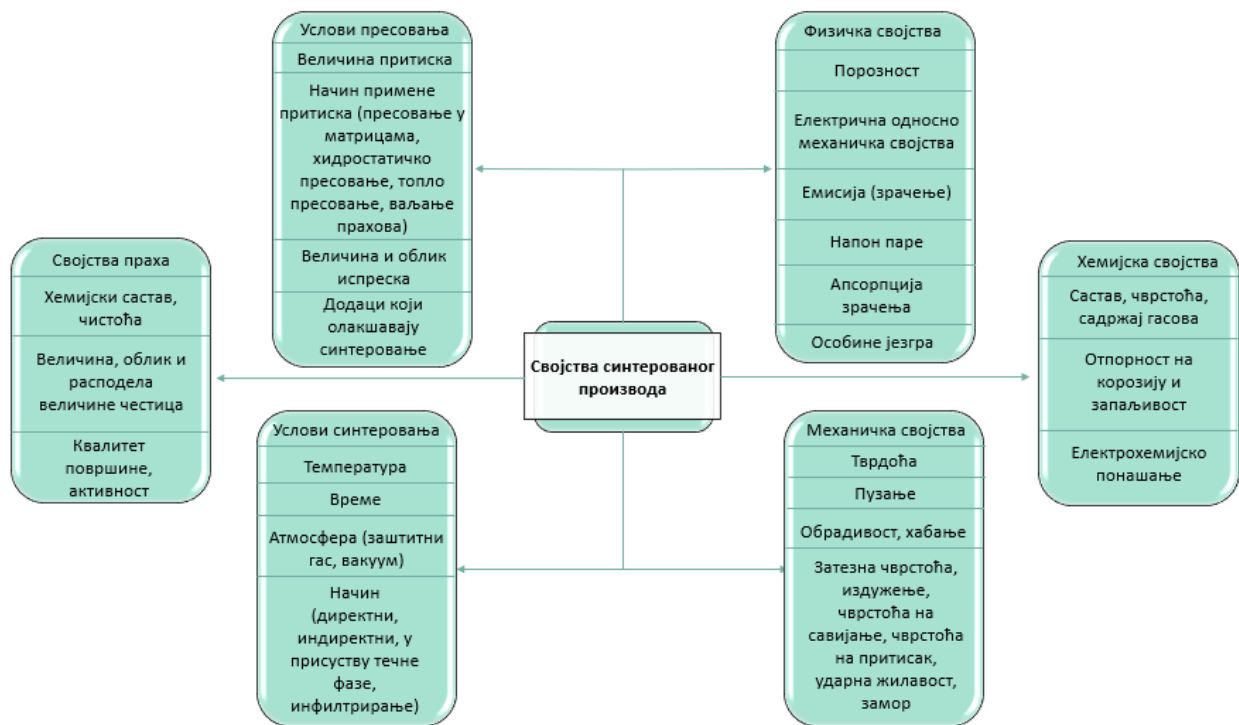 Услови пресовања
Величина притиска
Начин примене
притиска (пресовање у
матрицама,
хидростатичко
пресовање, топло
пресовање, ваљање
прахова)
Величина и облик
испреска
Додаци који
олакшавају
синтеровање
Физичка својства
Порозност
Електрична односно
механичка својства
Емисија (зрачење)
Напон паре
Апсорпција
зрачења
Особине језгра
Својства праха
Хемијски састав,
чистоћа
Величина, облик и
расподела
величине честица
Квалитет
површине,
активност
Својства синтерованог
производа
Хемијска својства
Састав, чврстоћа,
садржај гасова
Отпорност на
корозију и
запаљивост
Електрохемијско
понашање
Услови синтеровања
Температура
Време
Атмосфера (заштитни
гас, вакуум)
Начин
(директни,
индиректни, у
присуству течне
фазе,
инфилтрирање)
Механичка својства
Тврдоћа
Пузање
Обрадивост, хабање
Затезна чврстоћа,
издужење,
чврстоћа на
савијање, чврстоћа
на притисак,
ударна жилавост,
замор